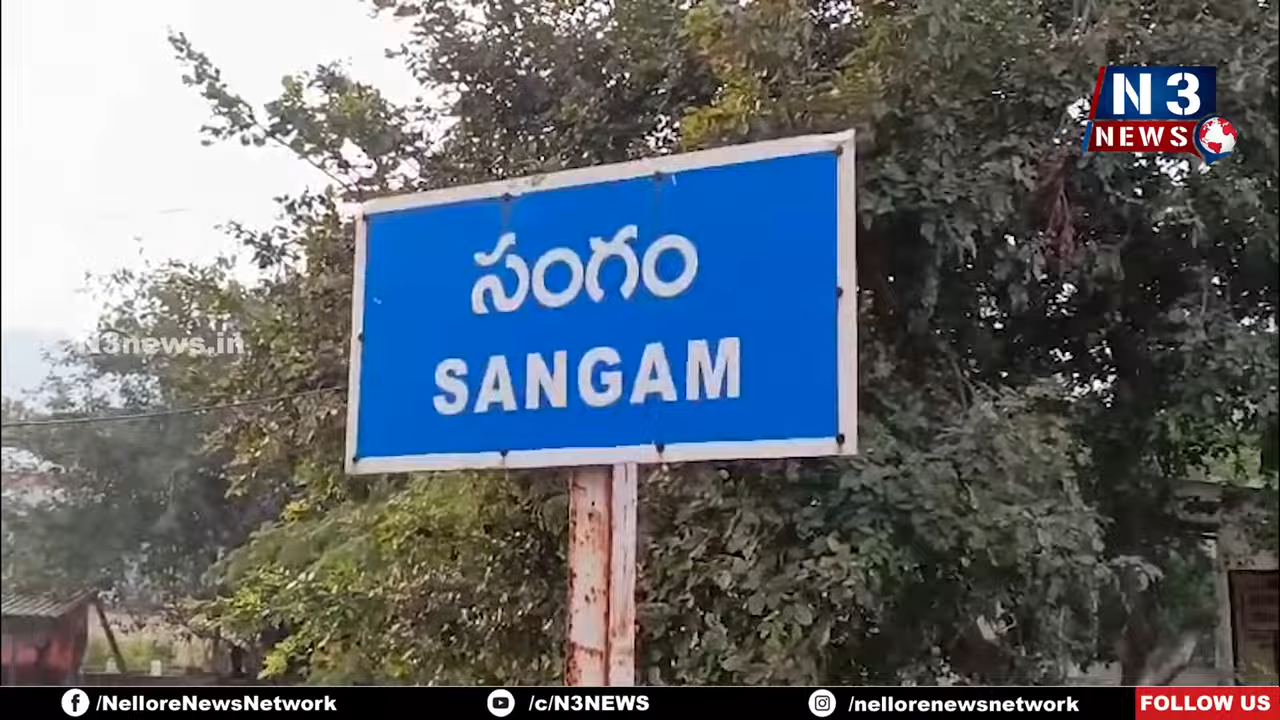 N3
NEWS
సంగం
SANGAM
N3news.in
/NelloreNewsNetwork
/c/N3NEWS
/nellorenewsnetwork
FOLLOW US